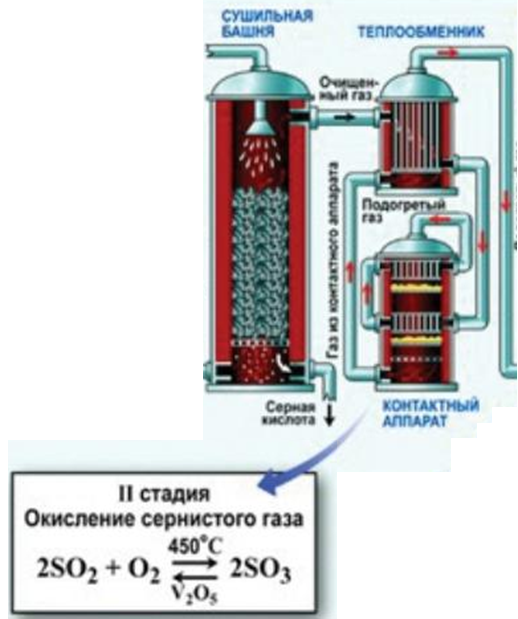 СУШИЛЬНАЯ
БАШНЯ
ТЕПЛООБМЕННИК
Очищен-
ный газ
Подогретый
газ
Газ из контактного аппарата
Серная
кислота
КОНТАКТНЫЙ
АППАРАТ
II стадия
Окисление сернистого газа
450°C
2SO₂ + O₂ ⇄ 2SO₃
V₂O₅